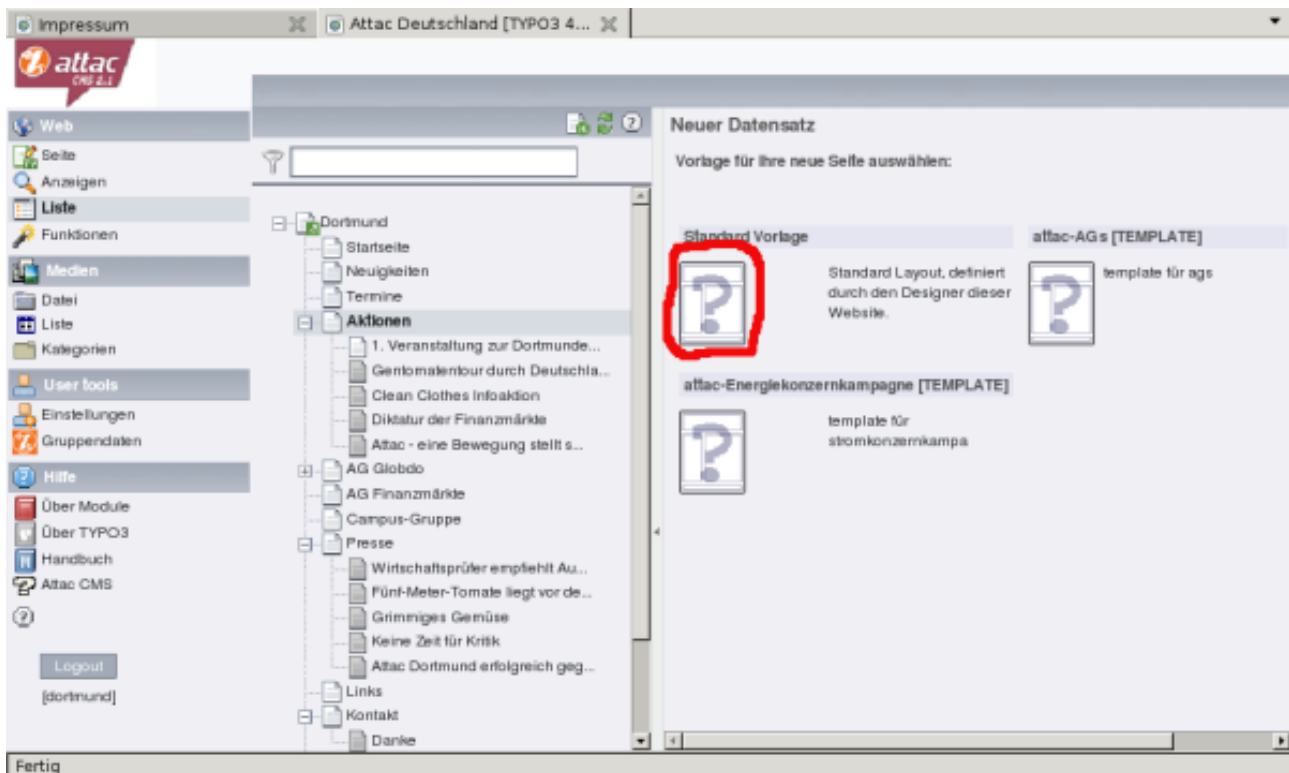 Impressum
Attac Deutschland [TYPO3 4...
attac
CMS 2.1
Web
Seite
Anzeigen
Liste
Funktionen
Medien
Datei
Liste
Kategorien
User tools
Einstellungen
Gruppendaten
Hilfe
Über Module
Über TYPO3
Handbuch
Attac CMS
Logout
[dortmund]
Dortmund
Startseite
Neuigkeiten
Termine
Aktionen
1. Veranstaltung zur Dortmunde...
Gentomatentour durch Deutschla...
Clean Clothes Infoaktion
Diktatur der Finanzmärkte
Attac - eine Bewegung stellt s...
AG Globdo
AG Finanzmärkte
Campus-Gruppe
Presse
Wirtschaftsprüfer empfiehlt Au...
Fünf-Meter-Tomate liegt vor de...
Grimmiges Gemüse
Keine Zeit für Kritik
Attac Dortmund erfolgreich geg...
Links
Kontakt
Danke
Neuer Datensatz
Vorlage für Ihre neue Seite auswählen:
Standard Vorlage
Standard Layout, definiert
durch den Designer dieser
Website.
attac-AGs [TEMPLATE]
template für ags
attac-Energiekonzernkampagne [TEMPLATE]
template für
stromkonzernkampa
Fertig